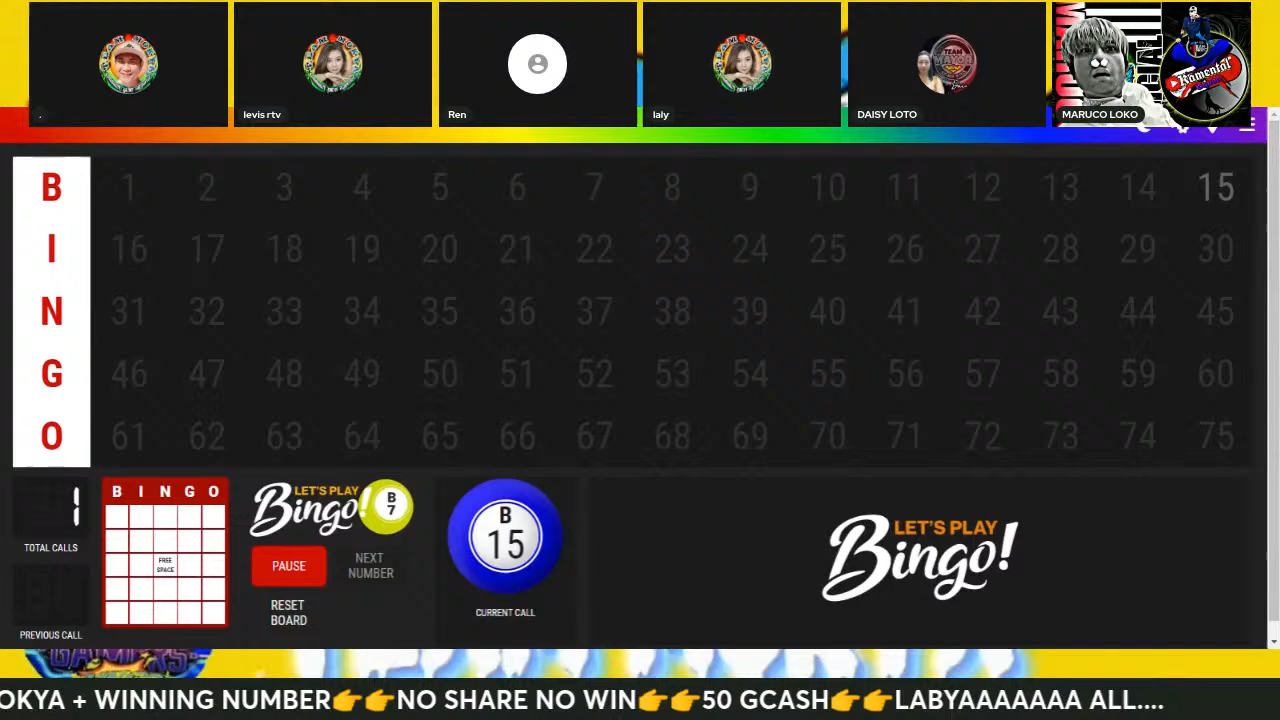 .
levis rtv
Ren
laly
DAISY LOTO
MARUCO LOKO
TEAM
MAYOR
Kamental
B 1 2 3 4 5 6 7 8 9 10 11 12 13 14 15
I 16 17 18 19 20 21 22 23 24 25 26 27 28 29 30
N 31 32 33 34 35 36 37 38 39 40 41 42 43 44 45
G 46 47 48 49 50 51 52 53 54 55 56 57 58 59 60
O 61 62 63 64 65 66 67 68 69 70 71 72 73 74 75
1
TOTAL CALLS
PREVIOUS CALL
B I N G O
FREE
SPACE
LET'S PLAY
Bingo!
B
7
PAUSE
NEXT
NUMBER
RESET
BOARD
B
15
CURRENT CALL
LET'S PLAY
Bingo!
GAMERS
OKYA + WINNING NUMBER👉👉NO SHARE NO WIN👉👉50 GCASH👉👉LABYAAAAAAA ALL....